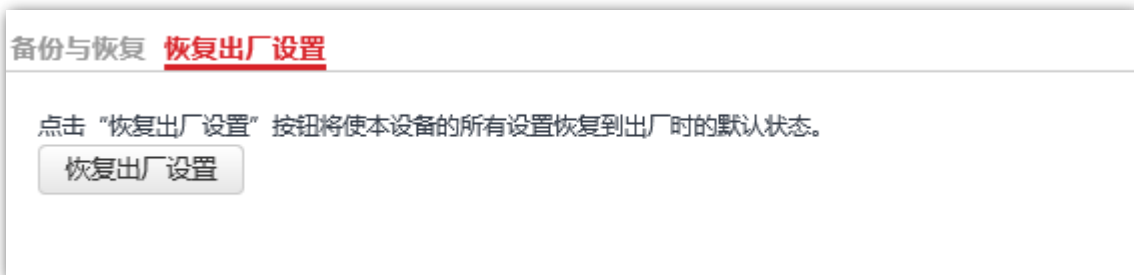 备份与恢复 恢复出厂设置
点击“恢复出厂设置”按钮将使本设备的所有设置恢复到出厂时的默认状态。
恢复出厂设置